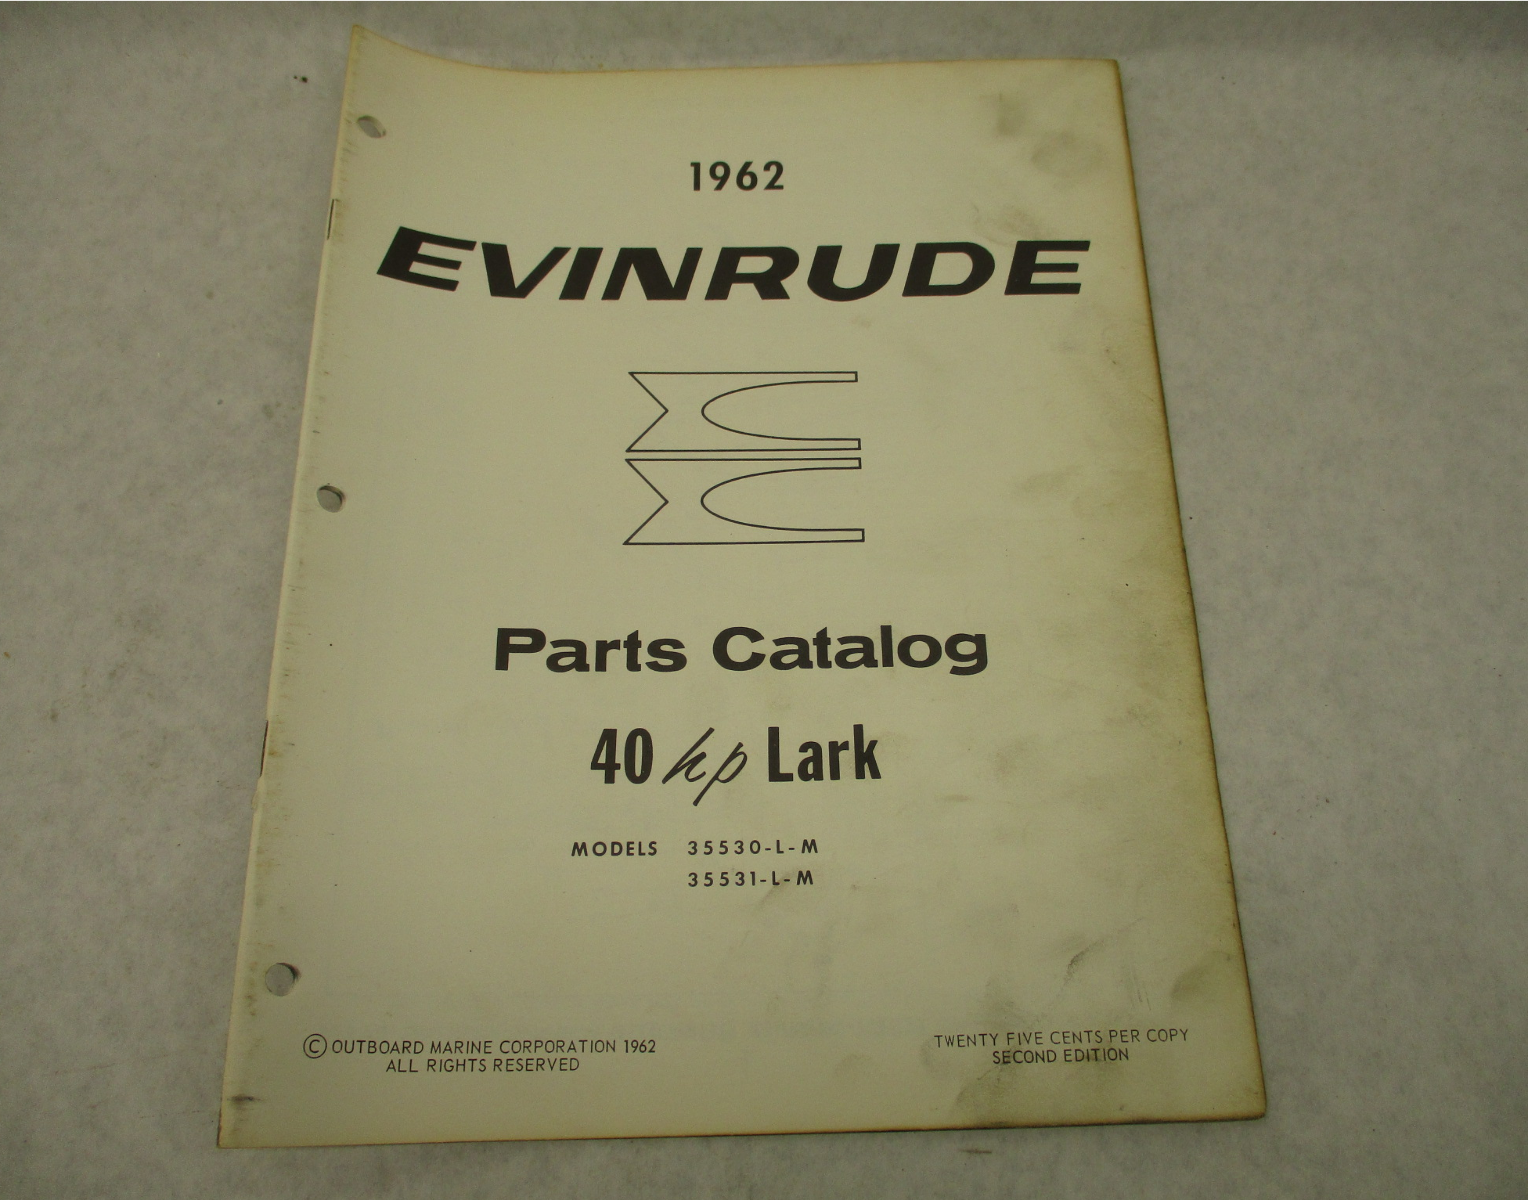 1962
EVINRUDE
Parts Catalog
40 hp Lark
MODELS 35530-L-M
35531-L-M
© OUTBOARD MARINE CORPORATION 1962
ALL RIGHTS RESERVED
TWENTY FIVE CENTS PER COPY
SECOND EDITION